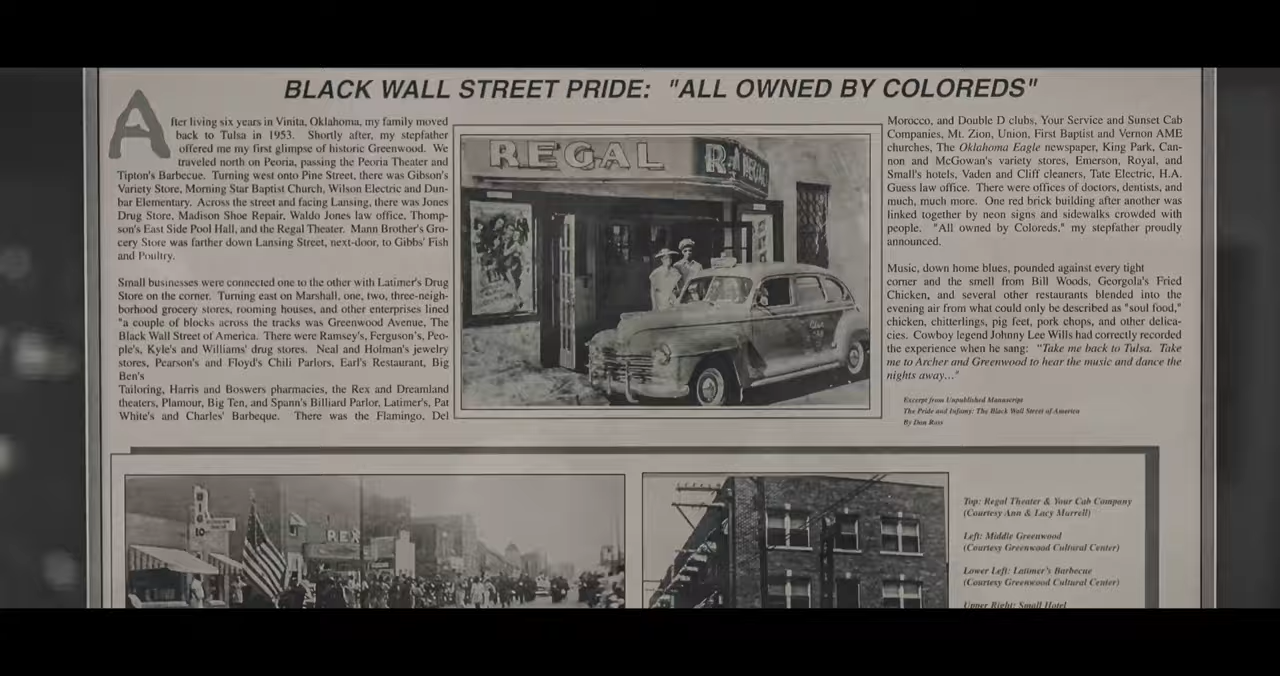 BLACK WALL STREET PRIDE: "ALL OWNED BY COLOREDS"
After living six years in Vinita, Oklahoma, my family moved
back to Tulsa in 1953. Shortly after, my stepfather
offered me my first glimpse of historic Greenwood. We
traveled north on Peoria, passing the Peoria Theater and
Tipton's Barbecue. Turning west onto Pine Street, there was Gibson's
Variety Store, Morning Star Baptist Church, Wilson Electric and Dun-
bar Elementary. Across the street and facing Lansing, there was Jones
Drug Store, Madison Shoe Repair, Waldo Jones law office, Thomp-
son's East Side Pool Hall, and the Regal Theater. Mann Brother's Gro-
cery Store was farther down Lansing Street, next-door, to Gibbs' Fish
and Poultry.
Small businesses were connected one to the other with Latimer's Drug
Store on the corner. Turning east on Marshall, one, two, three-neigh-
borhood grocery stores, rooming houses, and other enterprises lined
"a couple of blocks across the tracks was Greenwood Avenue, The
Black Wall Street of America. There were Ramsey's, Ferguson's, Peo-
ple's, Kyle's and Williams' drug stores. Neal and Holman's jewelry
stores, Pearson's and Floyd's Chili Parlors, Earl's Restaurant, Big
Ben's
Tailoring, Harris and Boswers pharmacies, the Rex and Dreamland
theaters, Plamour, Big Ten, and Spann's Billiard Parlor, Latimer's, Pat
White's and Charles' Barbeque. There was the Flamingo, Del
REGAL
REGAL
Morocco, and Double D clubs, Your Service and Sunset Cab
Companies, Mt. Zion, Union, First Baptist and Vernon AME
churches, The Oklahoma Eagle newspaper, King Park, Can-
non and McGowan's variety stores, Emerson, Royal, and
Small's hotels, Vaden and Cliff cleaners, Tate Electric, H.A.
Guess law office. There were offices of doctors, dentists, and
much, much more. One red brick building after another was
linked together by neon signs and sidewalks crowded with
people. "All owned by Coloreds," my stepfather proudly
announced.
Music, down home blues, pounded against every tight
corner and the smell from Bill Woods, Georgola's Fried
Chicken, and several other restaurants blended into the
evening air from what could only be described as "soul food,"
chicken, chitterlings, pig feet, pork chops, and other delica-
cies. Cowboy legend Johnny Lee Wills had correctly recorded
the experience when he sang: "Take me back to Tulsa. Take
me to Archer and Greenwood to hear the music and dance the
nights away..."
Excerpt from Unpublished Manuscript
The Pride and Infamy: The Black Wall Street of America
By Don Ross
BIG
10
REX
Top: Regal Theater & Your Cab Company
(Courtesy Ann & Lacy Murrell)
Left: Middle Greenwood
(Courtesy Greenwood Cultural Center)
Lower Left: Latimer's Barbecue
(Courtesy Greenwood Cultural Center)
Upper Right: Small Hotel